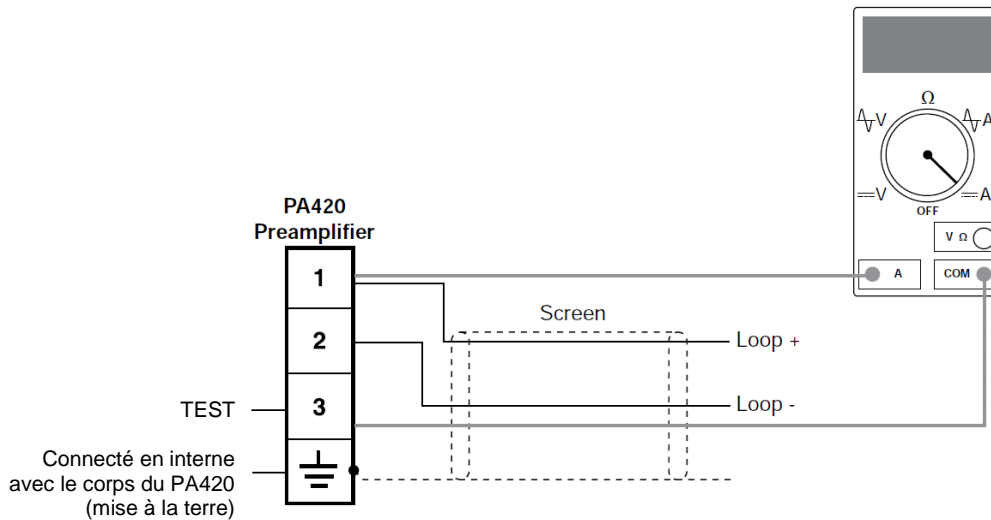 Ω
V
A
V
A
OFF
V Ω
A
COM
PA420
Preamplifier
1
2
3
Screen
Loop +
Loop -
TEST
Connecté en interne
avec le corps du PA420
(mise à la terre)